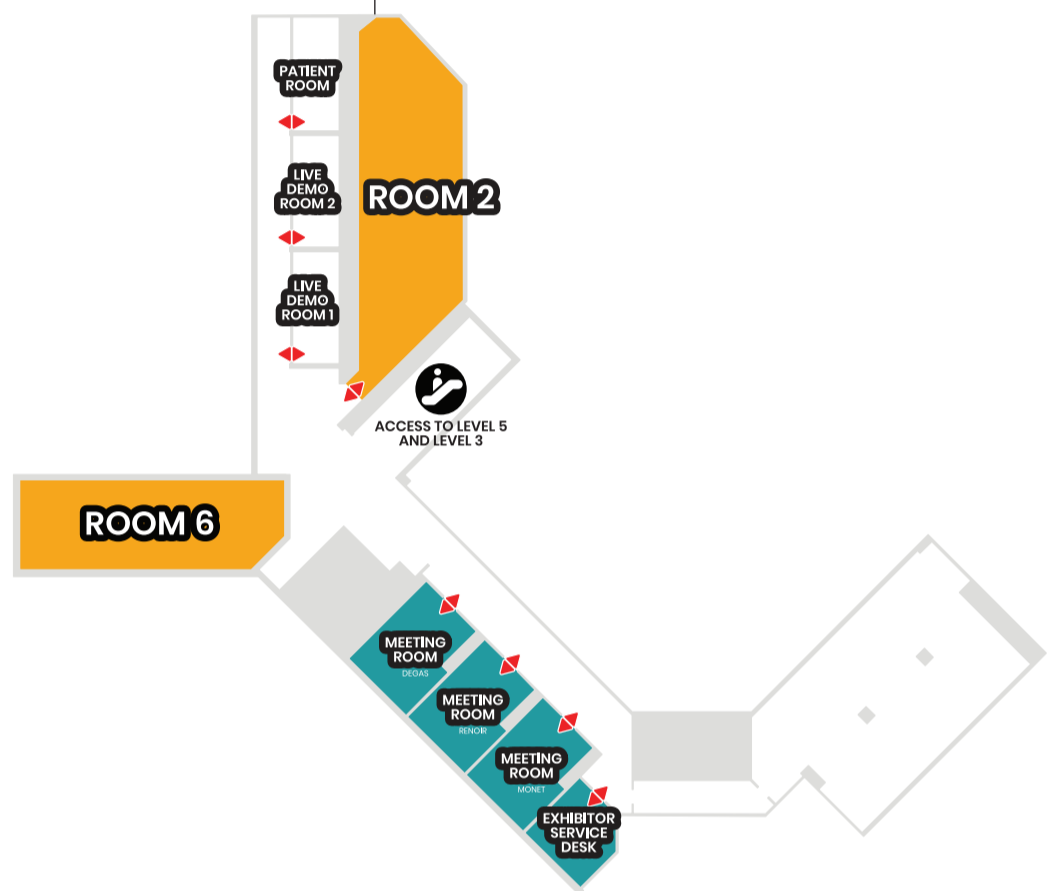 PATIENT
ROOM
LIVE
DEMO
ROOM 2
ROOM 2
LIVE
DEMO
ROOM 1
ACCESS TO LEVEL 5
AND LEVEL 3
ROOM 6
MEETING
ROOM
DEGAS
MEETING
ROOM
RENOIR
MEETING
ROOM
MONET
EXHIBITOR
SERVICE
DESK